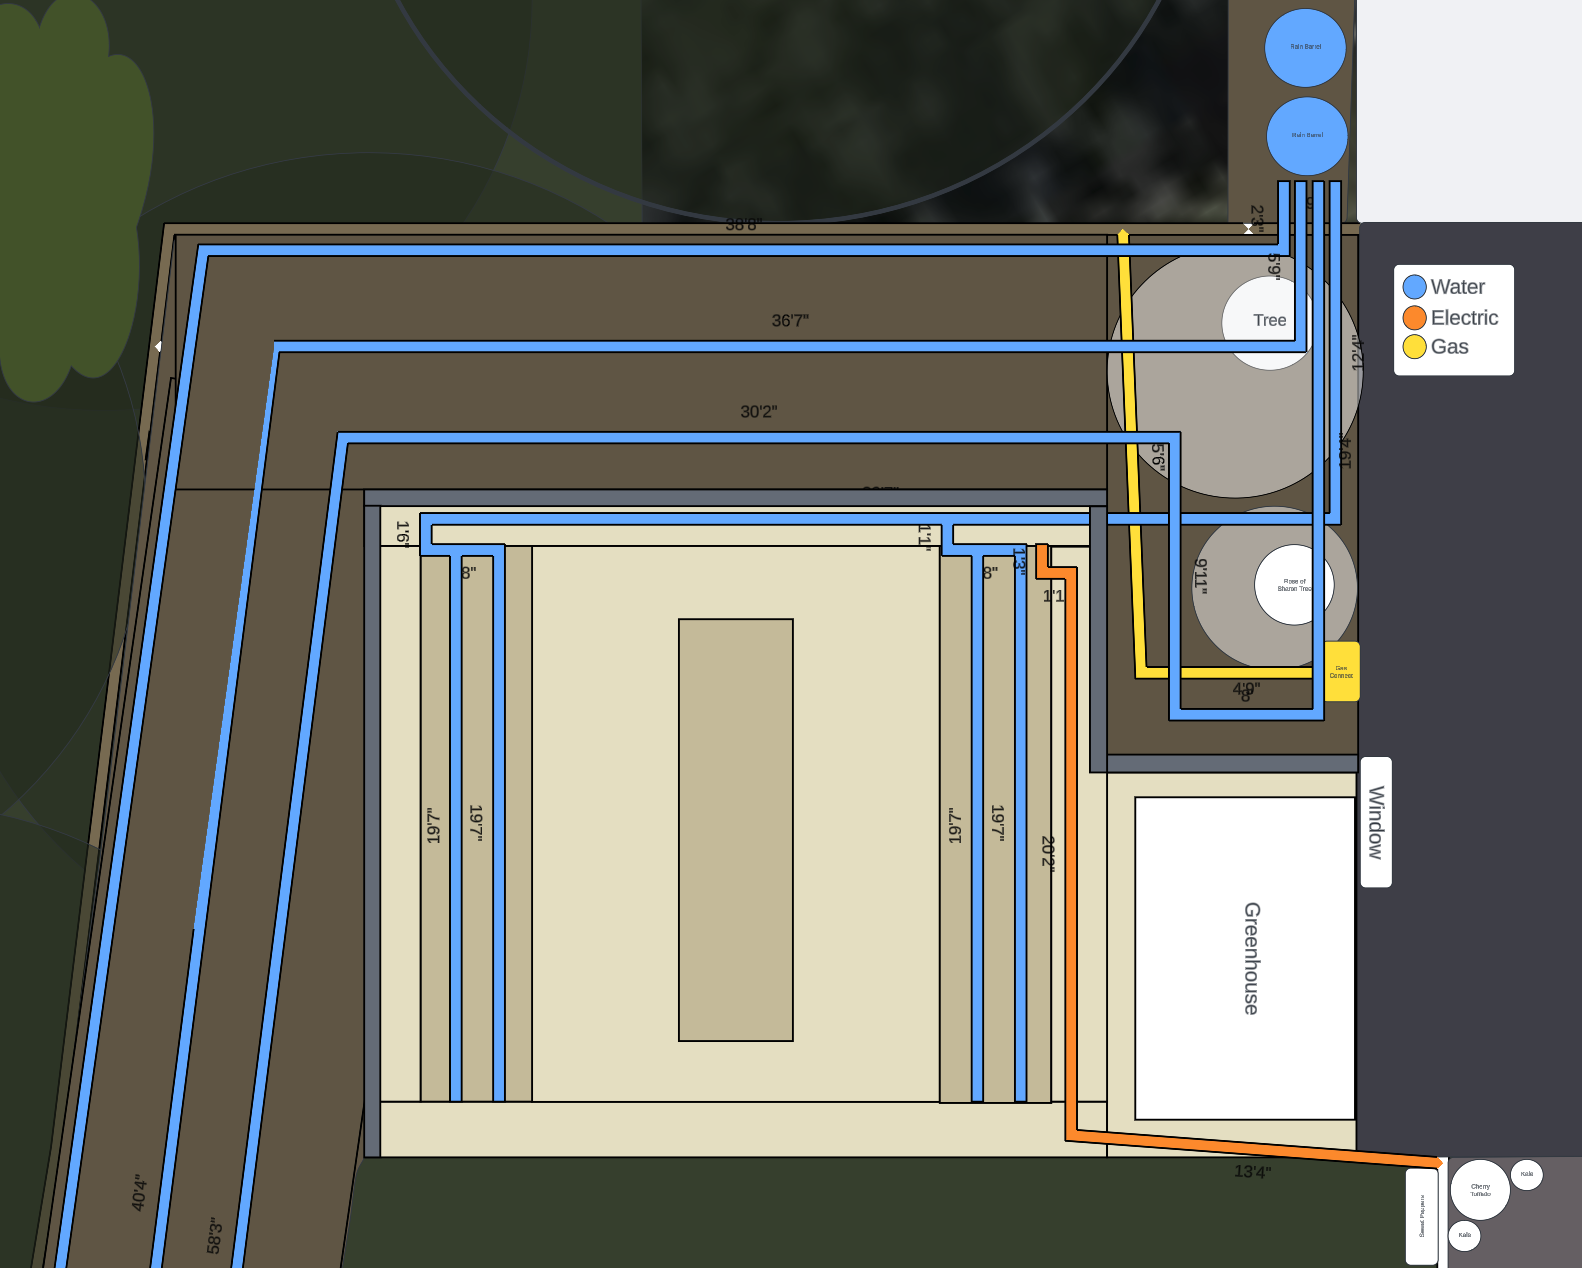 Rain Barrel
Main Barrel
38'8"
2'3"
5'9"
Tree
Water
Electric
Gas
36'7"
12'4"
30'2"
5'6"
19'4"
1'6"
1'1"
1'3"
8"
8"
1'1
9'11"
Rose of
Sharon Tree
Gas
Connect
4'9"
8"
Window
19'7"
19'7"
19'7"
19'7"
20'2"
Greenhouse
13'4"
40'4"
58'3"
Sweet Peppers
Cherry
Tomato
Kale
Kale